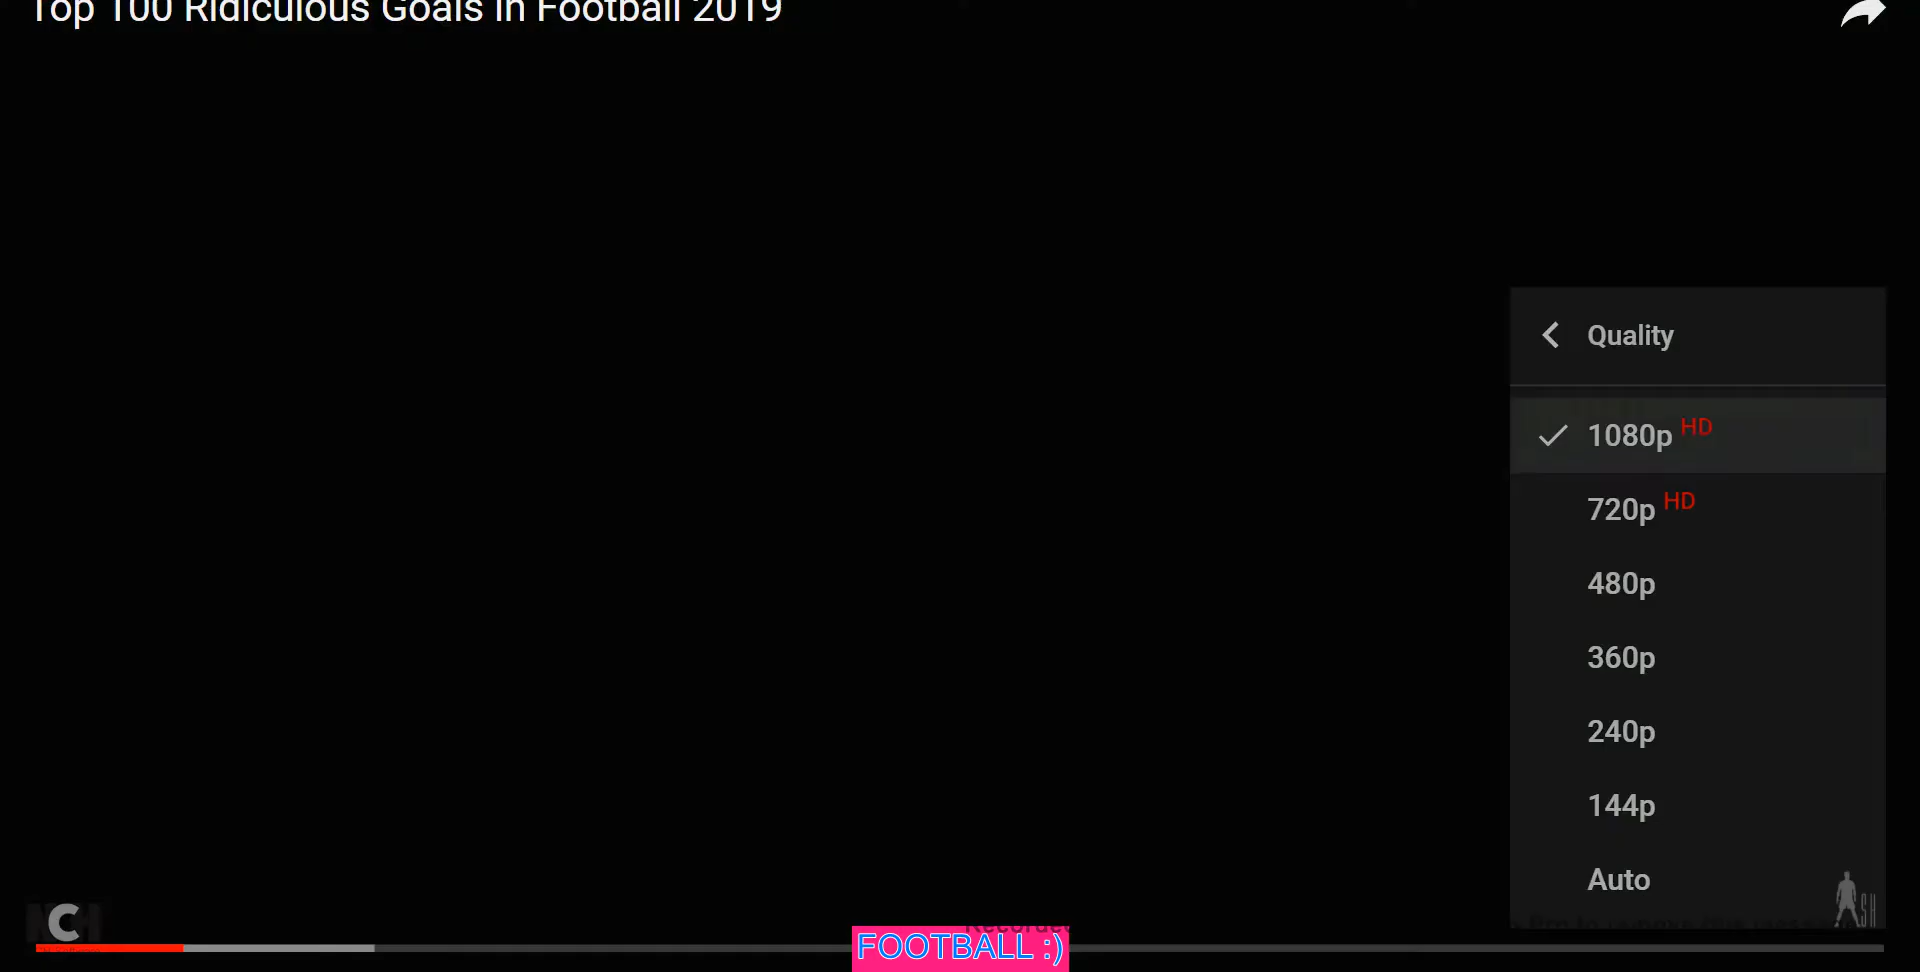 Top 100 Ridiculous Goals in Football 2019
Quality
1080p HD
720p HD
480p
360p
240p
144p
Auto
FOOTBALL :)